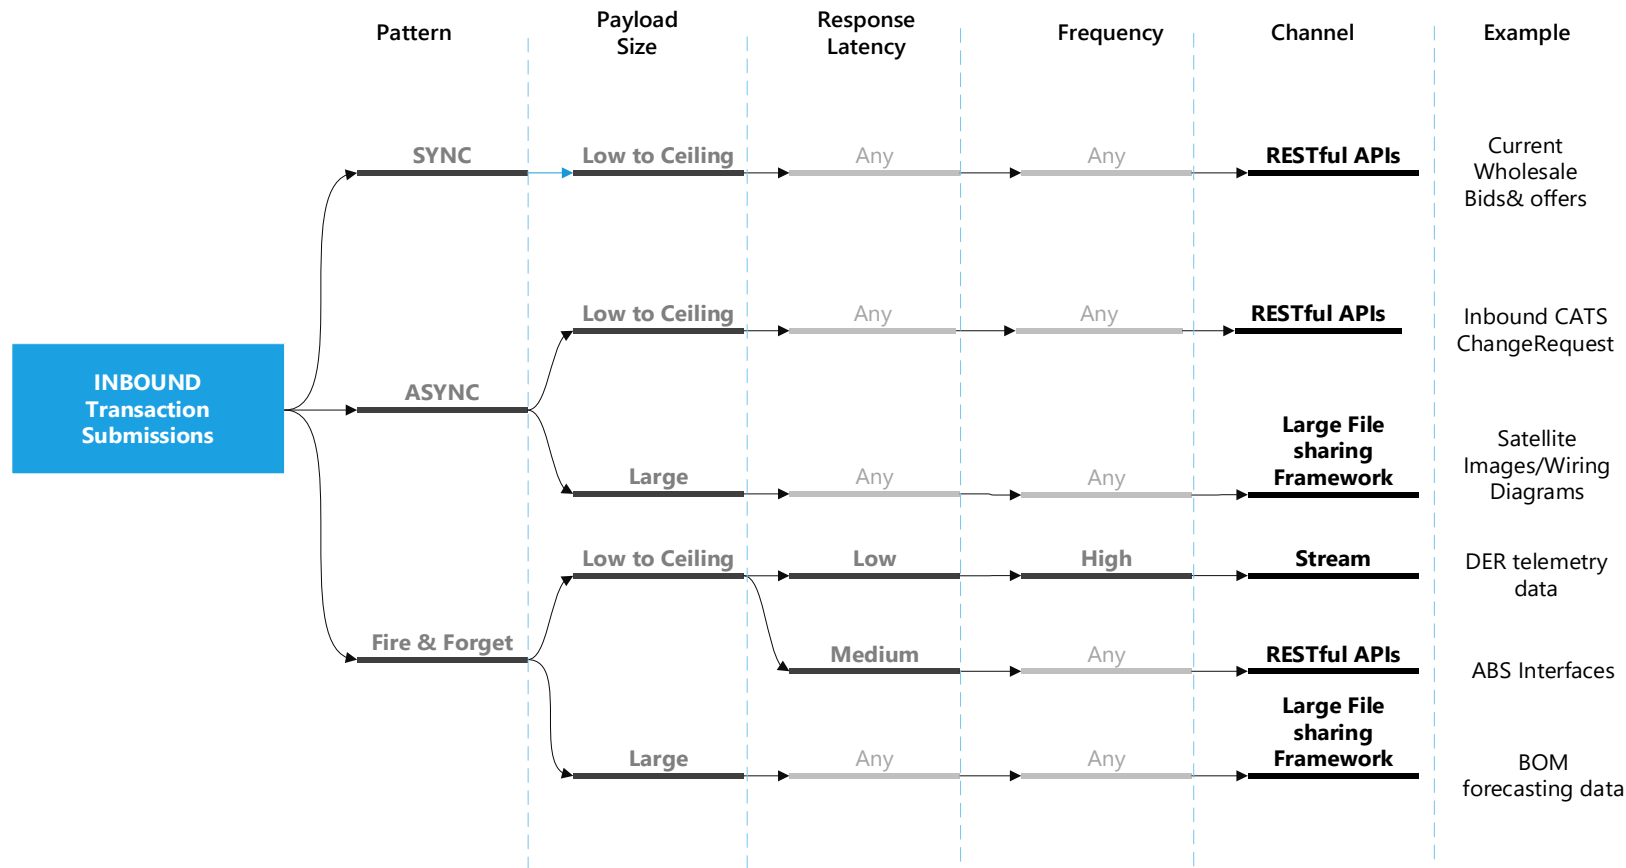 Pattern
Payload
Size
Response
Latency
Frequency
Channel
Example
SYNC
Low to Ceiling
Any
Any
RESTful APIs
Current
Wholesale
Bids& offers
INBOUND
Transaction
Submissions
ASYNC
Low to Ceiling
Any
Any
RESTful APIs
Inbound CATS
ChangeRequest
Large
Any
Any
Large File
sharing
Framework
Satellite
Images/Wiring
Diagrams
Fire & Forget
Low to Ceiling
Low
High
Stream
DER telemetry
data
Medium
Any
RESTful APIs
ABS Interfaces
Large
Any
Any
Large File
sharing
Framework
BOM
forecasting data